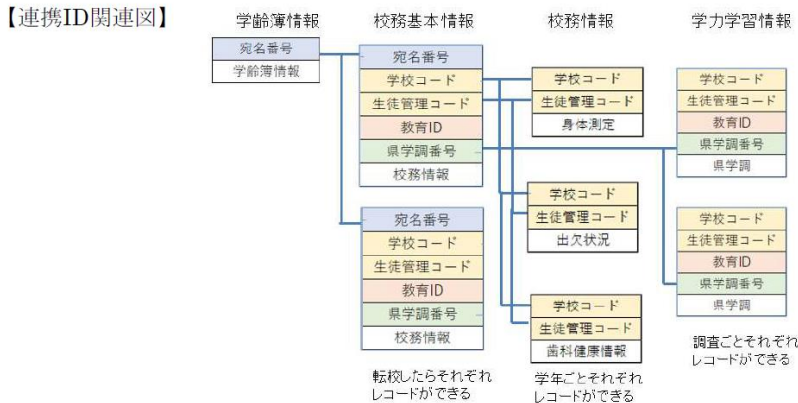 【連携ID関連図】
学齢簿情報
宛名番号
学齢簿情報
校務基本情報
宛名番号
学校コード
生徒管理コード
教育ID
県学調番号
校務情報
宛名番号
学校コード
生徒管理コード
教育ID
県学調番号
校務情報
転校したらそれぞれ
レコードができる
校務情報
学校コード
生徒管理コード
身体測定
学校コード
生徒管理コード
出欠状況
学校コード
生徒管理コード
歯科健康情報
学年ごとそれぞれ
レコードができる
学力学習情報
学校コード
生徒管理コード
教育ID
県学調番号
県学調
学校コード
生徒管理コード
教育ID
県学調番号
県学調
調査ごとそれぞれ
レコードができる